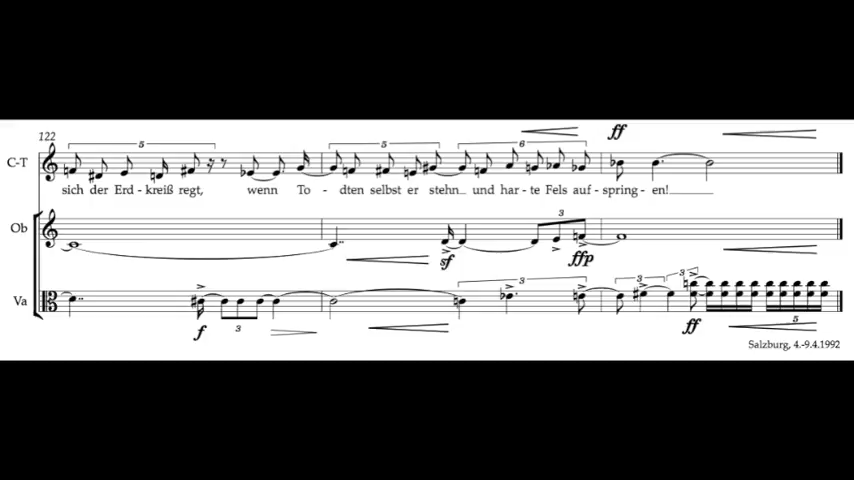 122
5
ff
C-T
5
6
sich der Erd-kreiß regt, wenn To-dten selbst er stehn_ und har-te Fels auf-spring-en!
Ob
3
sf
ffp
Va
3
3
3
3
f
ff
5
Salzburg, 4.-9.4.1992